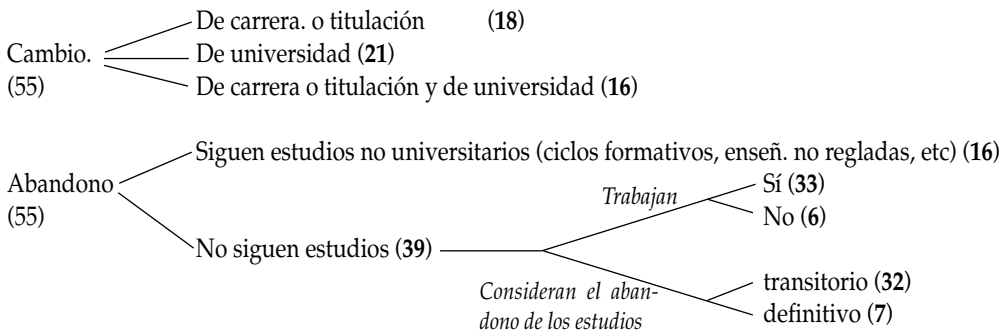 De carrera. o titulación (18)
Cambio. De universidad (21)
(55) De carrera o titulación y de universidad (16)
Siguen estudios no universitarios (ciclos formativos, enseñ. no regladas, etc) (16)
Abandono
(55)
Trabajan
Sí (33)
No (6)
No siguen estudios (39)
Consideran el aban-
dono de los estudios
transitorio (32)
definitivo (7)